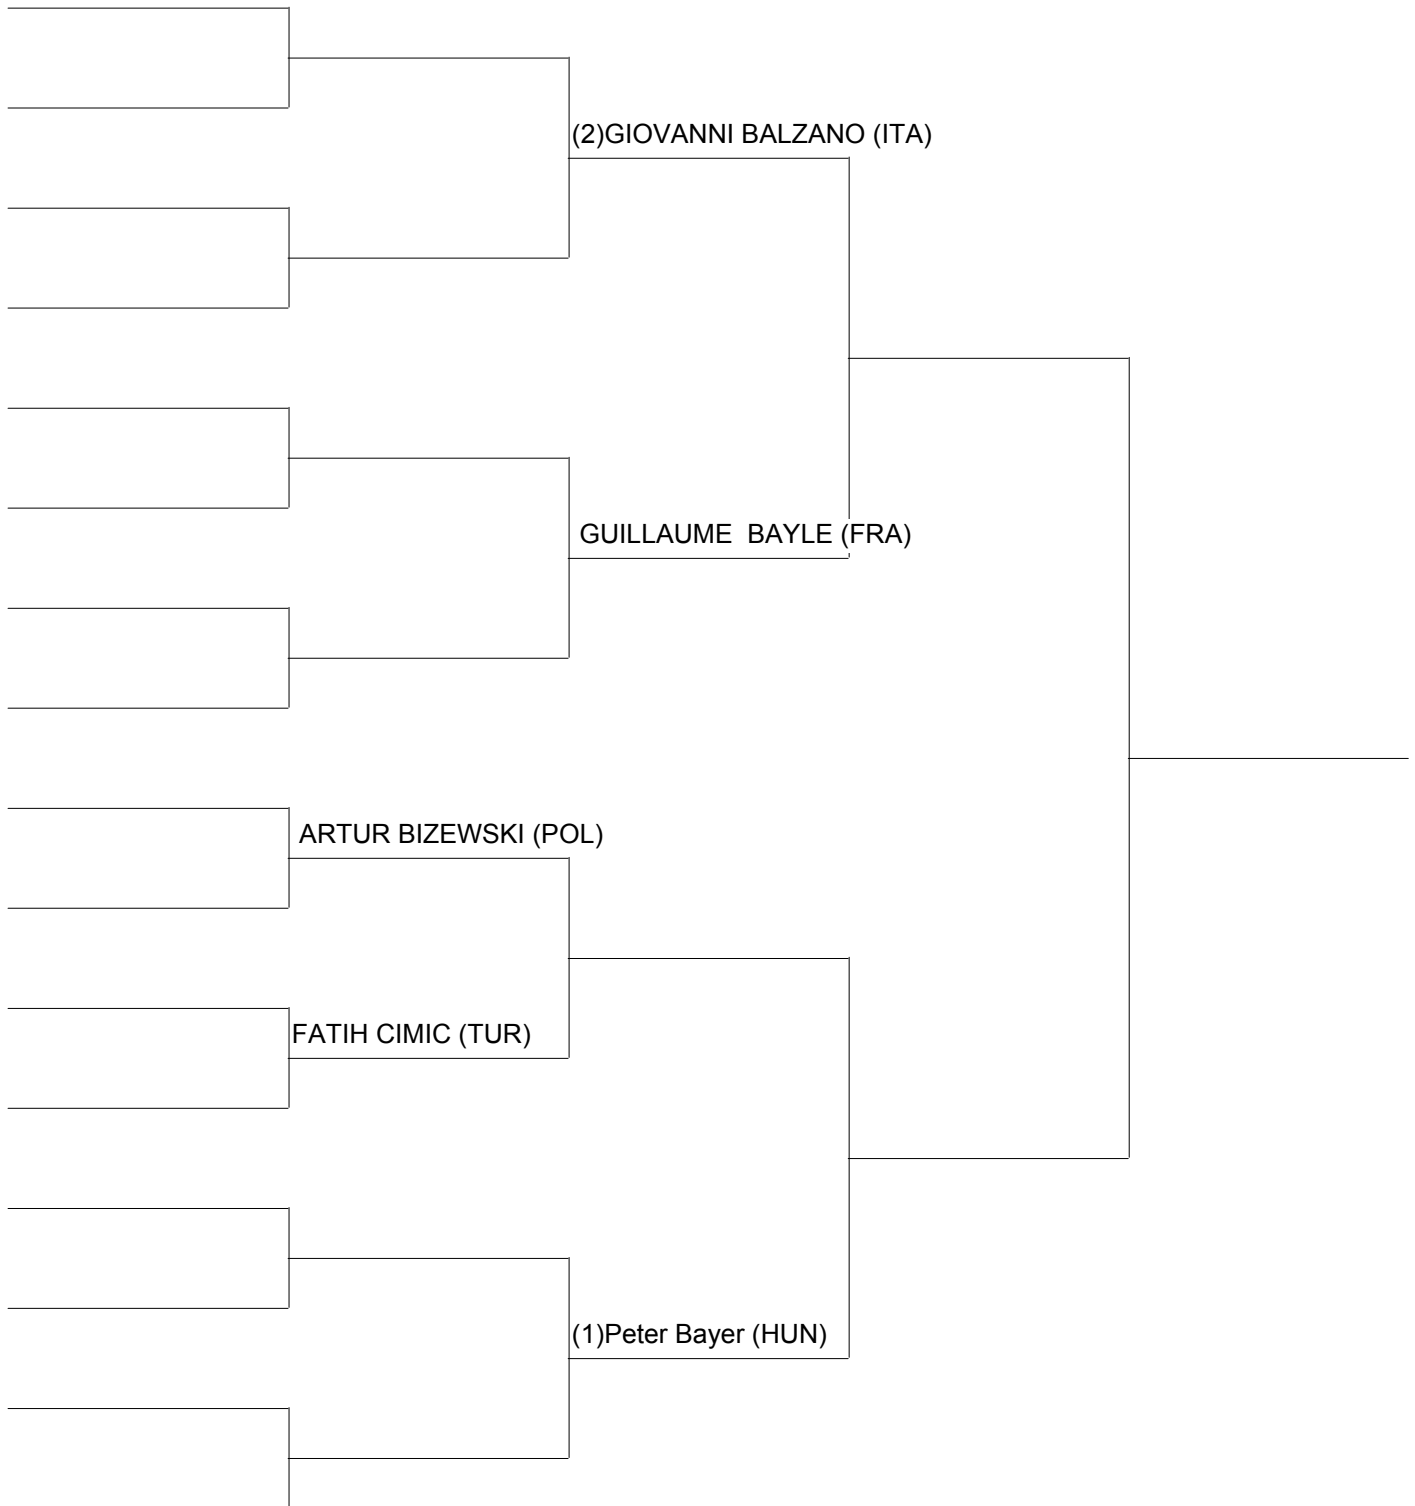 (2)GIOVANNI BALZANO (ITA)
GUILLAUME  BAYLE (FRA)
ARTUR BIZEWSKI (POL)
FATIH CIMIC (TUR)
(1)Peter Bayer (HUN)